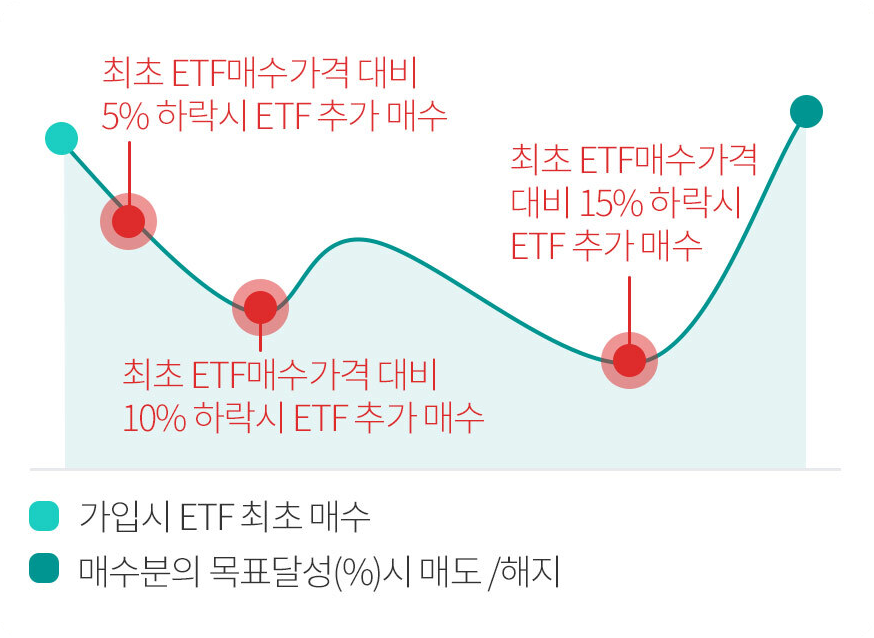 최초 ETF매수가격 대비
5% 하락시 ETF 추가 매수
최초 ETF매수가격
대비 15% 하락시
ETF 추가 매수
최초 ETF매수가격 대비
10% 하락시 ETF 추가 매수
가입시 ETF 최초 매수
매수분의 목표달성(%)시 매도 /해지